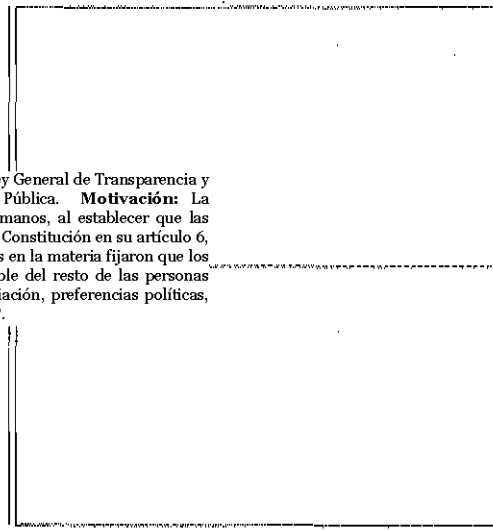 y General de Transparencia y
Pública. Motivación: La
manos, al establecer que las
Constitución en su artículo 6,
s en la materia fijaron que los
ble del resto de las personas
iación, preferencias políticas,